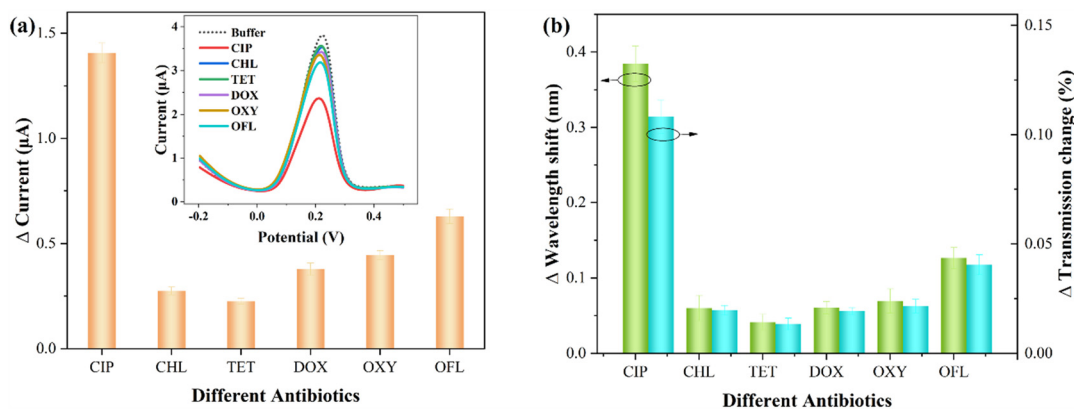 (a)
Δ Current (μA)
1.5
1.0
0.5
0.0
CIP CHL TET DOX OXY OFL
Different Antibiotics
Current (μA)
4
3
2
1
0
-0.2 0.0 0.2 0.4
Potential (V)
Buffer
CIP
CHL
TET
DOX
OXY
OFL
(b)
Δ Wavelength shift (nm)
0.4
0.3
0.2
0.1
0.0
CIP CHL TET DOX OXY OFL
Different Antibiotics
0.15
0.10
0.05
0.00
Δ Transmission change (%)